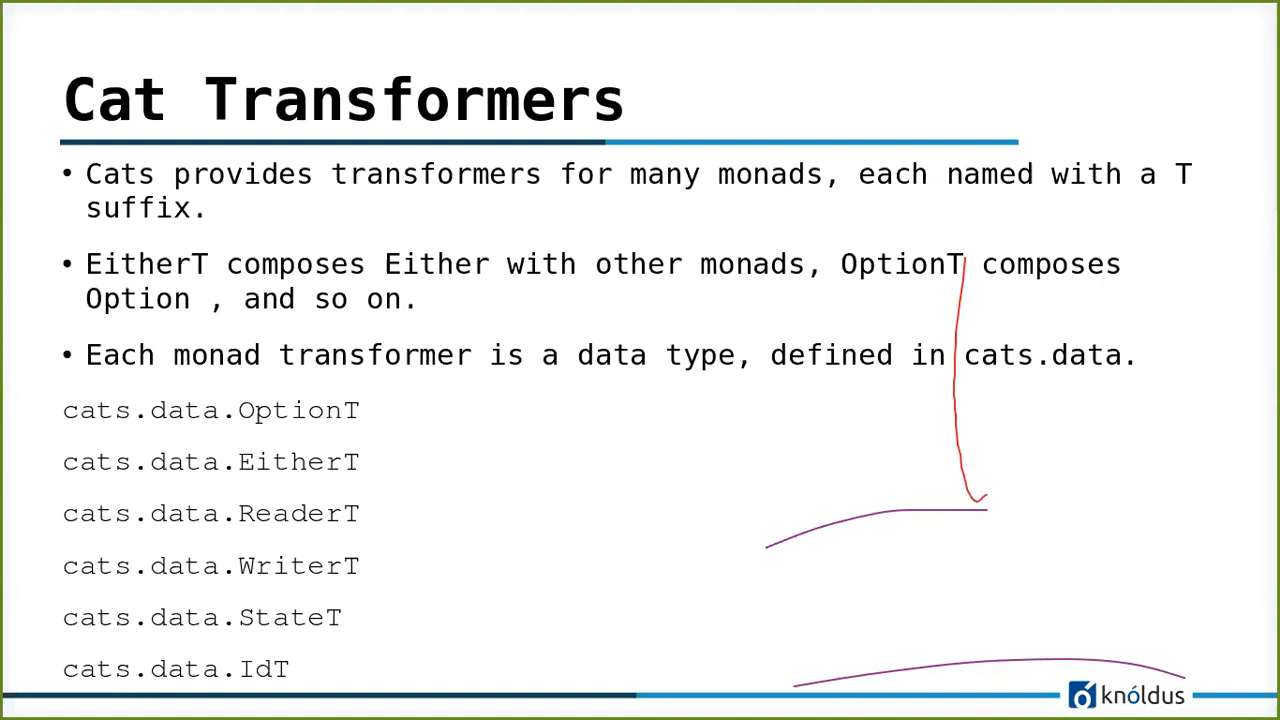 Cat Transformers
• Cats provides transformers for many monads, each named with a T
suffix.
• EitherT composes Either with other monads, OptionT composes
Option , and so on.
• Each monad transformer is a data type, defined in cats.data.
cats.data.OptionT
cats.data.EitherT
cats.data.ReaderT
cats.data.WriterT
cats.data.StateT
cats.data.IdT
knóldus